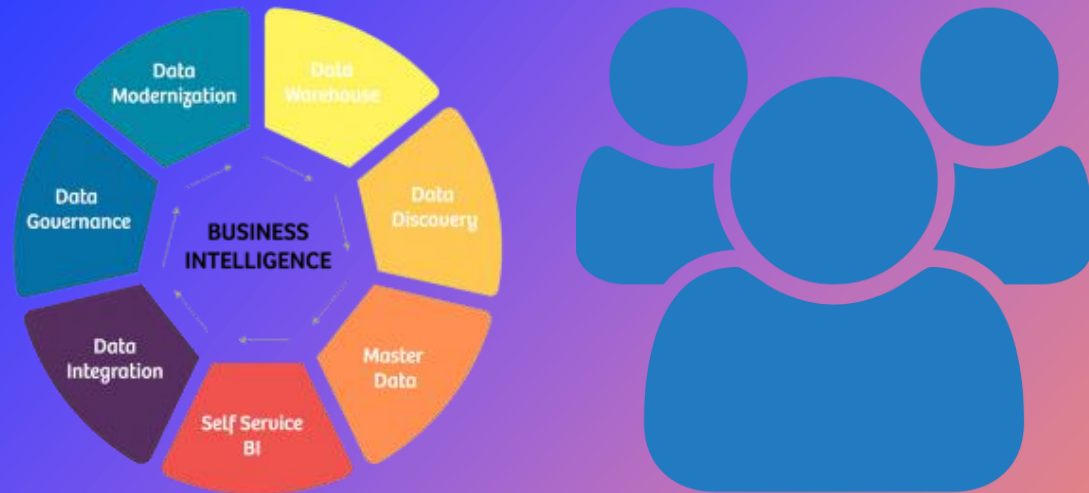 Data
Modernization
Data
Warehouse
Data
Governance
Data
Discovery
BUSINESS
INTELLIGENCE
Data
Integration
Master
Data
Self Service
BI